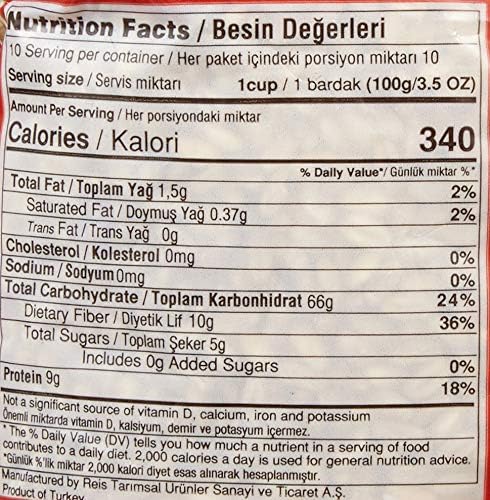 Nutrition Facts / Besin Değerleri
10 Serving per container / Her paket içindeki porsiyon miktarı 10
Serving size / Servis miktarı 1cup / 1 bardak (100g/3.5 OZ)
Amount Per Serving / Her porsiyondaki miktar
Calories / Kalori 340
% Daily Value*/ Günlük miktar %*
Total Fat / Toplam Yağ 1,5g 2%
Saturated Fat / Doymuş Yağ 0.37g 2%
Trans Fat / Trans Yağ 0g
Cholesterol / Kolesterol 0mg 0%
Sodium / Sodyum 0mg 0%
Total Carbohydrate / Toplam Karbonhidrat 66g 24%
Dietary Fiber / Diyetik Lif 10g 36%
Total Sugars / Toplam Şeker 5g
Includes 0g Added Sugars 0%
Protein 9g 18%
Not a significant source of vitamin D, calcium, iron and potassium
Önemli miktarda vitamin D, kalsiyum, demir ve potasyum içermez.
* The % Daily Value (DV) tells you how much a nutrient in a serving of food
contributes to a daily diet. 2,000 calories a day is used for general nutrition advice.
*Günlük %'lik miktar 2,000 kalori diyet esas alınarak hesaplanmıştır.
Manufactured by Reis Tarımsal Ürünler Sanayi ve Ticaret A.Ş.
Product of Turkey